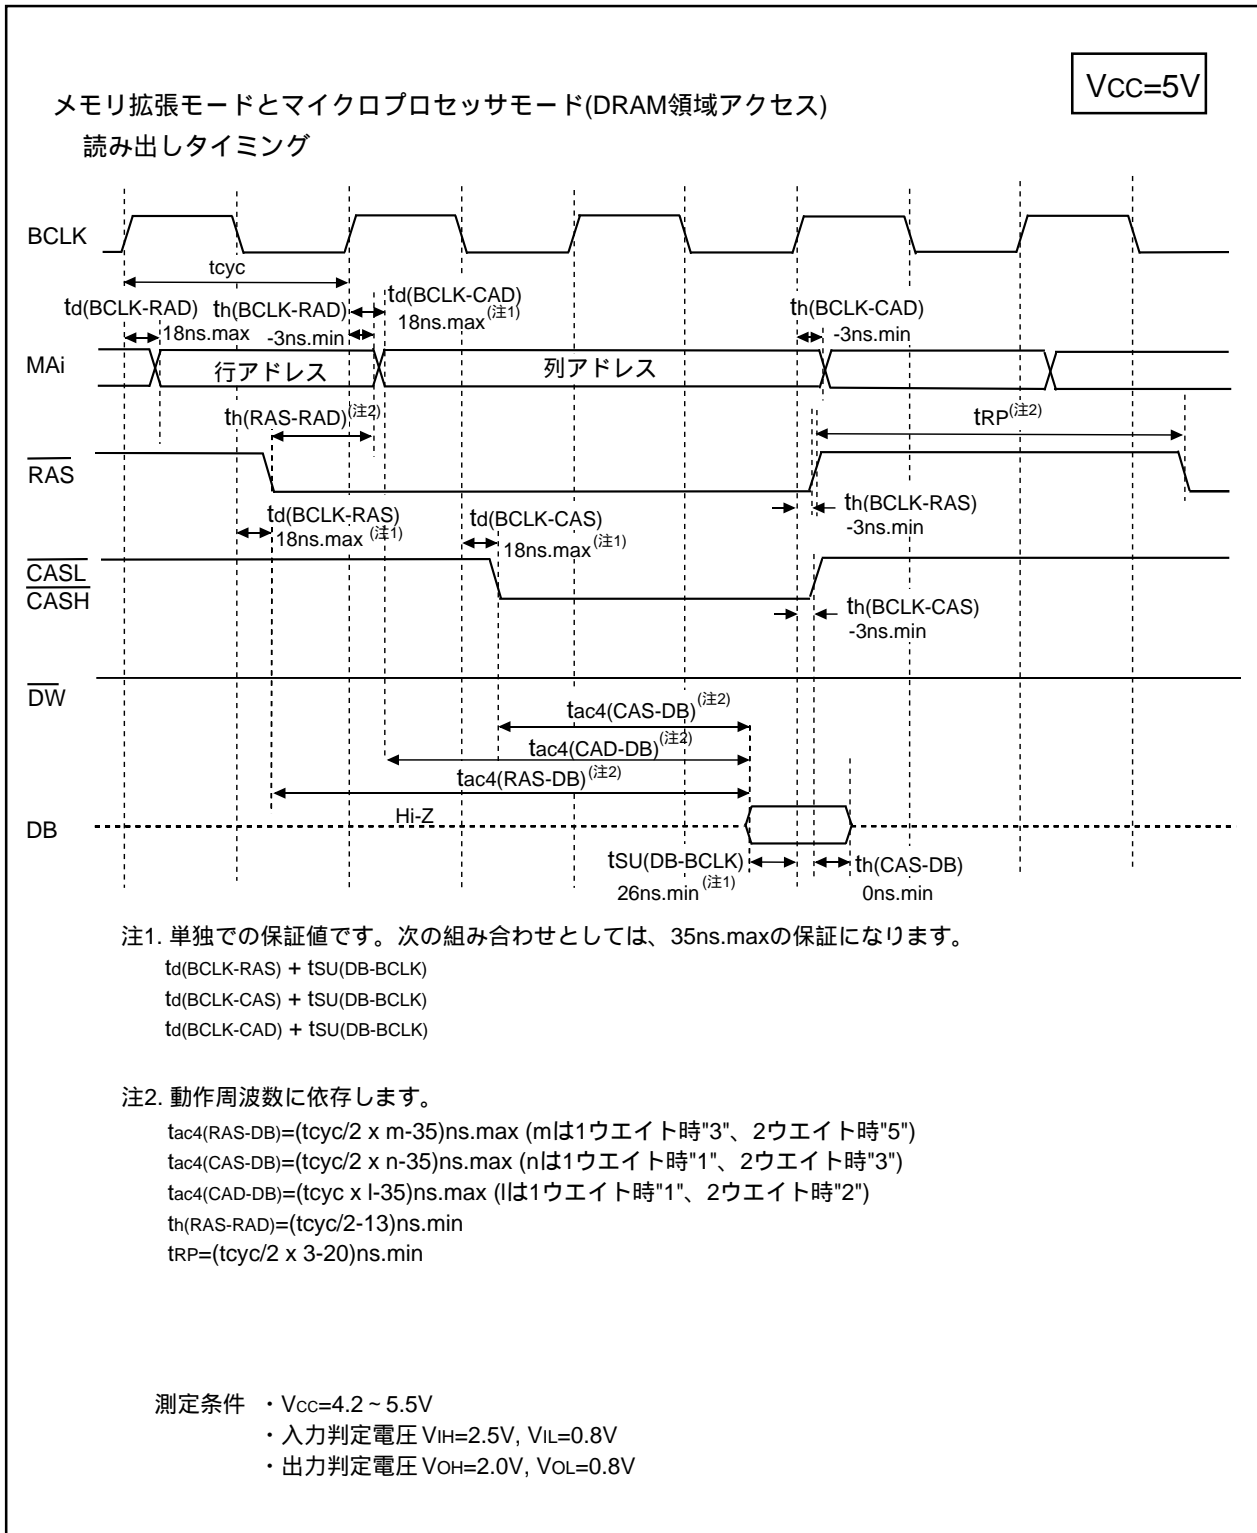 VCC=5V
メモリ拡張モードとマイクロプロセッサモード(DRAM領域アクセス)
読み出しタイミング
BCLK
tcyc
td(BCLK-RAD)
18ns.max
th(BCLK-RAD)
-3ns.min
td(BCLK-CAD)
18ns.max(注1)
th(BCLK-CAD)
-3ns.min
MAi
行アドレス
列アドレス
th(RAS-RAD)(注2)
tRP(注2)
RAS
td(BCLK-RAS)
18ns.max(注1)
td(BCLK-CAS)
18ns.max(注1)
th(BCLK-RAS)
-3ns.min
CASL
CASH
th(BCLK-CAS)
-3ns.min
DW
tac4(CAS-DB)(注2)
tac4(CAD-DB)(注2)
tac4(RAS-DB)(注2)
DB
Hi-Z
tSU(DB-BCLK)
26ns.min(注1)
th(CAS-DB)
0ns.min
注1. 単独での保証値です。次の組み合わせとしては、35ns.maxの保証になります。
td(BCLK-RAS) + tSU(DB-BCLK)
td(BCLK-CAS) + tSU(DB-BCLK)
td(BCLK-CAD) + tSU(DB-BCLK)
注2. 動作周波数に依存します。
tac4(RAS-DB)=(tcyc/2 x m-35)ns.max (mは1ウエイト時"3"、2ウエイト時"5")
tac4(CAS-DB)=(tcyc/2 x n-35)ns.max (nは1ウエイト時"1"、2ウエイト時"3")
tac4(CAD-DB)=(tcyc x l-35)ns.max (lは1ウエイト時"1"、2ウエイト時"2")
th(RAS-RAD)=(tcyc/2-13)ns.min
tRP=(tcyc/2 x 3-20)ns.min
測定条件 ・VCC=4.2~5.5V
・入力判定電圧 VIH=2.5V, VIL=0.8V
・出力判定電圧 VOH=2.0V, VOL=0.8V